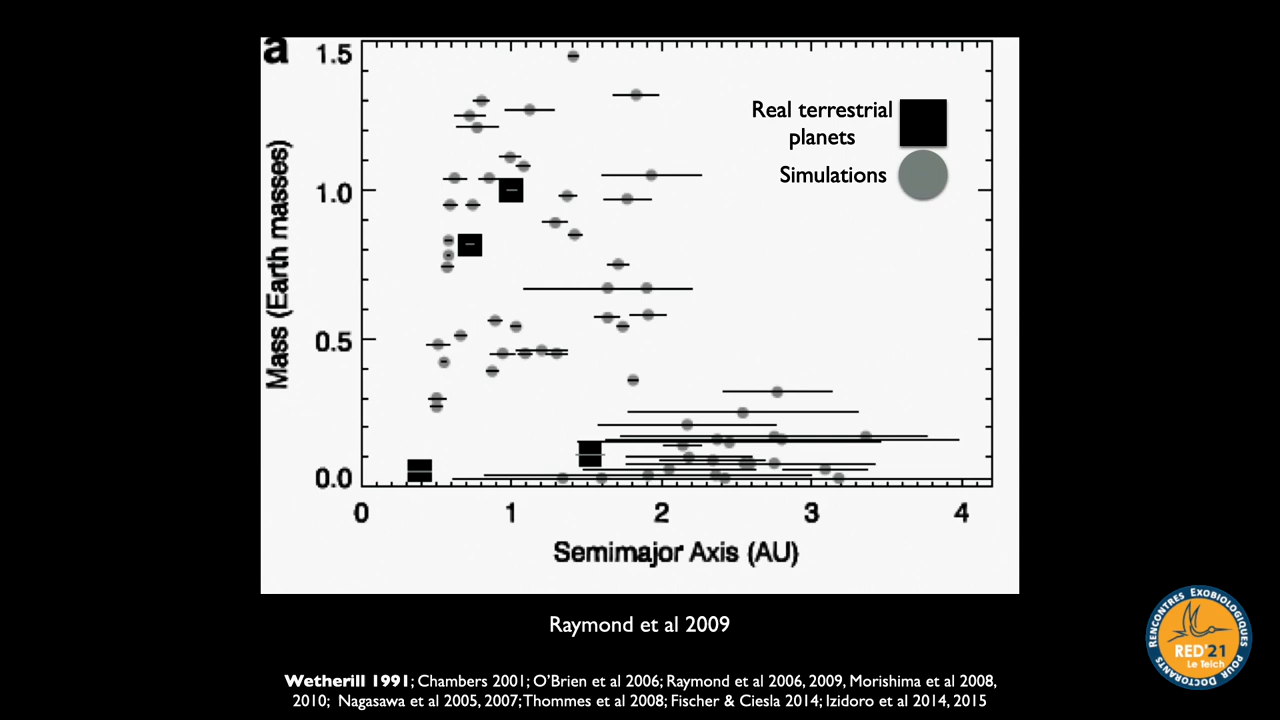 a
1.5
1.0
0.5
0.0
Mass (Earth masses)
Real terrestrial
planets
Simulations
0 1 2 3 4
Semimajor Axis (AU)
Raymond et al 2009
Wetherill 1991; Chambers 2001; O'Brien et al 2006; Raymond et al 2006, 2009, Morishima et al 2008,
2010; Nagasawa et al 2005, 2007; Thommes et al 2008; Fischer & Ciesla 2014; Izidoro et al 2014, 2015
RENCONTRES EXOBIOLOGIQUES
POUR DOCTORANTS
RED'21
Le Teich